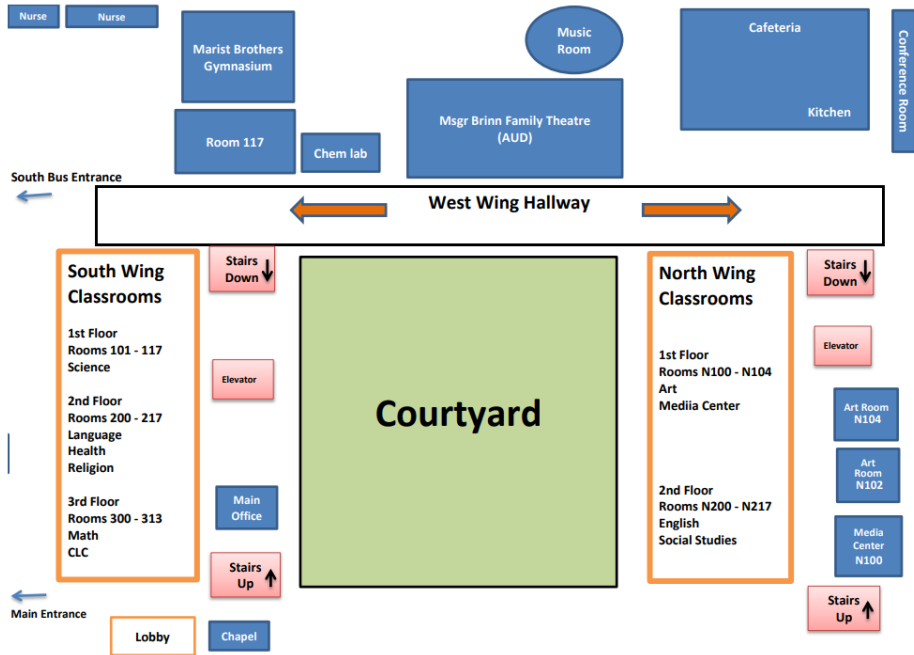 Nurse
Nurse
Marist Brothers
Gymnasium
Music
Room
Cafeteria
Kitchen
Conference Room
Room 117
Chem lab
Msgr Brinn Family Theatre
(AUD)
South Bus Entrance
West Wing Hallway
South Wing
Classrooms
1st Floor
Rooms 101 - 117
Science
2nd Floor
Rooms 200 - 217
Language
Health
Religion
3rd Floor
Rooms 300 - 313
Math
CLC
Stairs
Down
Elevator
Main
Office
Stairs
Up
Courtyard
North Wing
Classrooms
1st Floor
Rooms N100 - N104
Art
Mediia Center
2nd Floor
Rooms N200 - N217
English
Social Studies
Stairs
Down
Elevator
Art Room
N104
Art
Room
N102
Media
Center
N100
Stairs
Up
Main Entrance
Lobby
Chapel